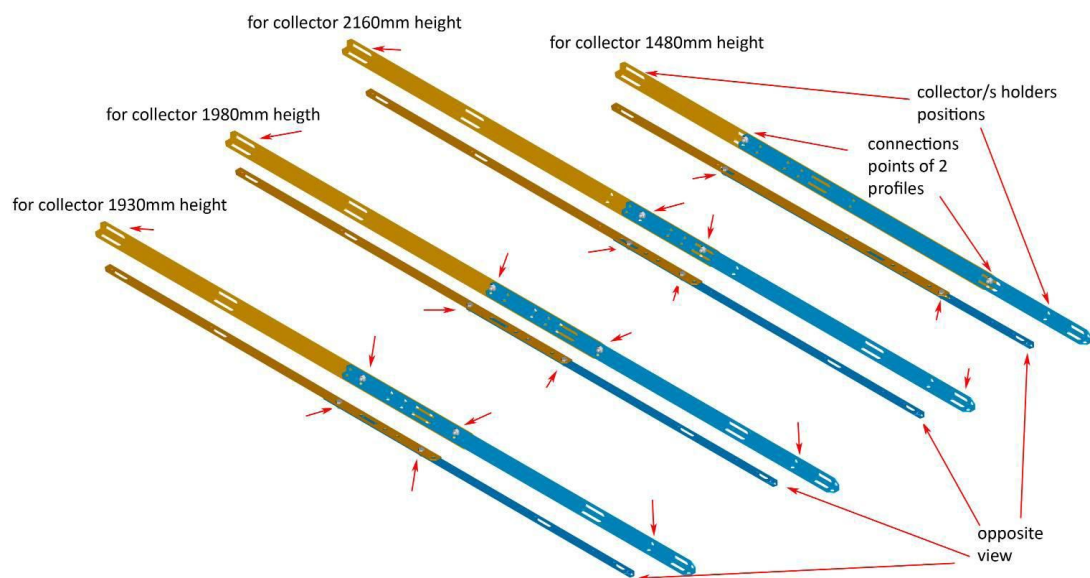 for collector 2160mm height
for collector 1480mm height
collector/s holders
positions
for collector 1980mm heigth
connections
points of 2
profiles
for collector 1930mm height
opposite
view